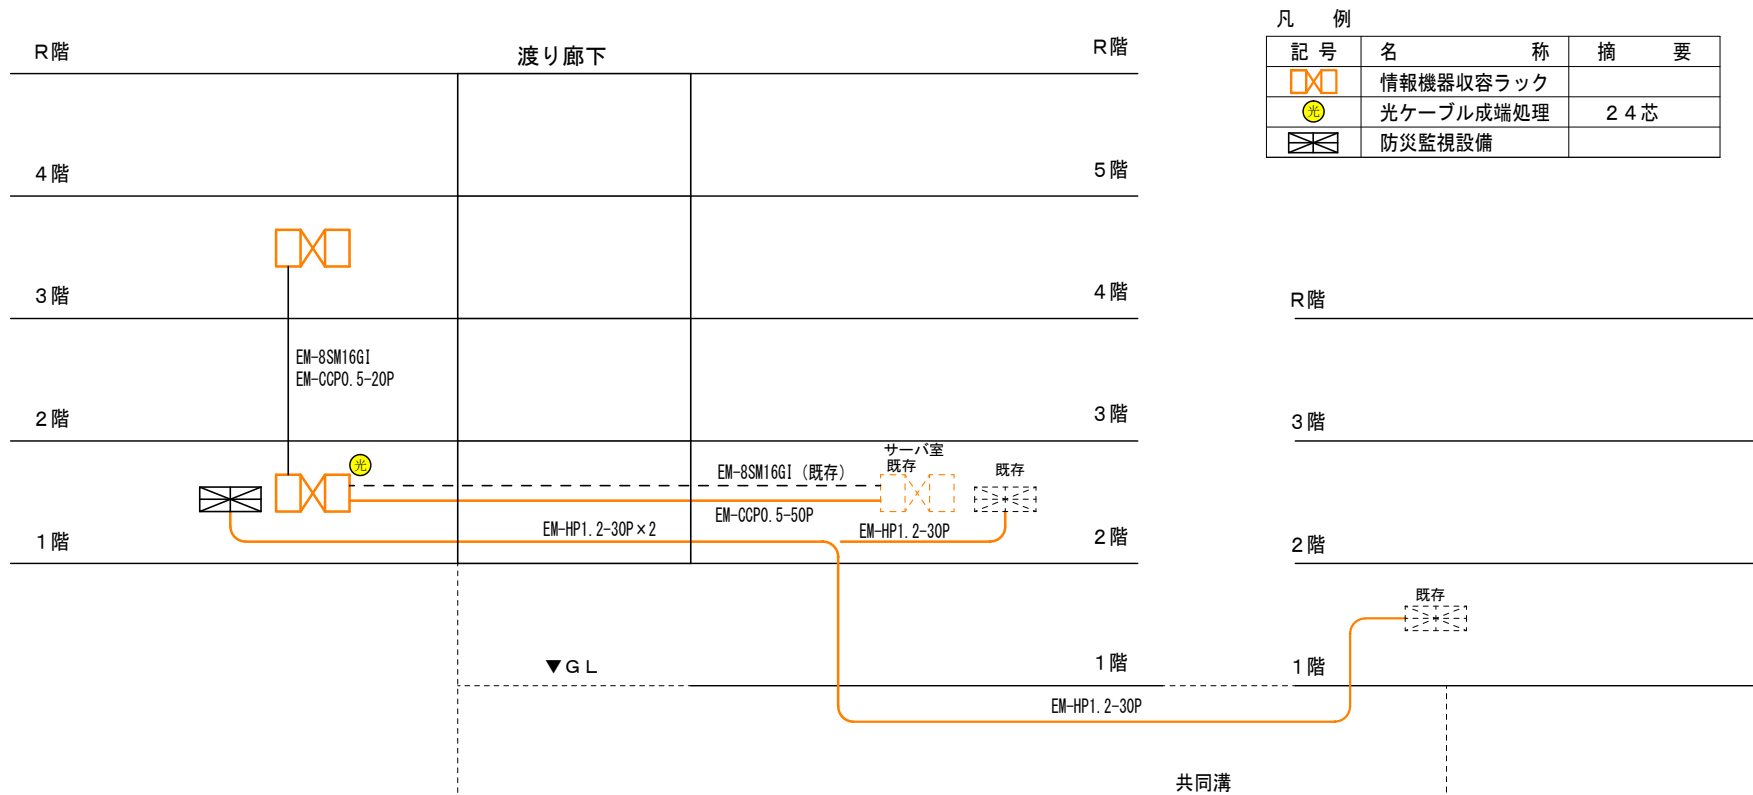 凡　例
記号　名　称　摘　要
情報機器収容ラック
光　光ケーブル成端処理　２４芯
防災監視設備
R階　渡り廊下　R階
4階　5階
3階　4階　R階
EM-8SM16GI
EM-CCP0.5-20P
2階　3階　3階
サーバ室
光　EM-8SM16GI（既存）　既存　既存
EM-CCP0.5-50P
EM-HP1.2-30P×2　EM-HP1.2-30P
1階　2階　2階
既存
▼GL　1階　1階
EM-HP1.2-30P
共同溝